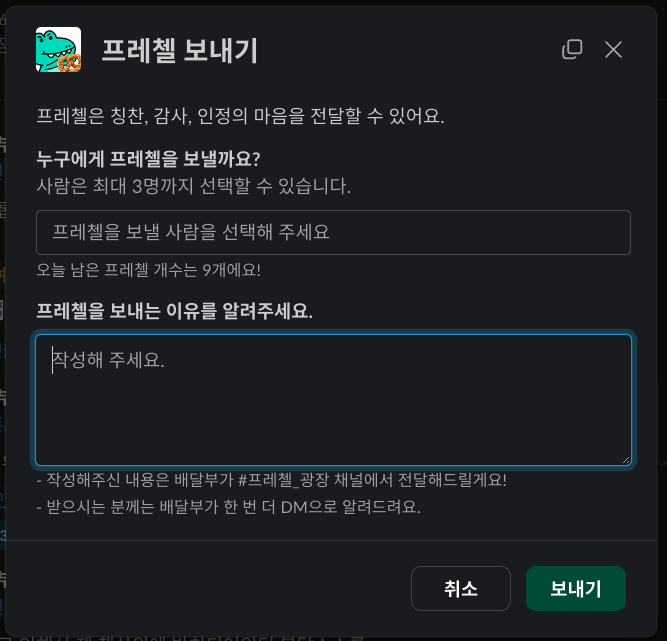 프레첼 보내기
프레첼은 칭찬, 감사, 인정의 마음을 전달할 수 있어요.
누구에게 프레첼을 보낼까요?
사람은 최대 3명까지 선택할 수 있습니다.
프레첼을 보낼 사람을 선택해 주세요
오늘 남은 프레첼 개수는 9개에요!
프레첼을 보내는 이유를 알려주세요.
작성해 주세요.
- 작성해주신 내용은 배달부가 #프레첼_광장 채널에서 전달해드릴게요!
- 받으시는 분께는 배달부가 한 번 더 DM으로 알려드려요.
취소
보내기